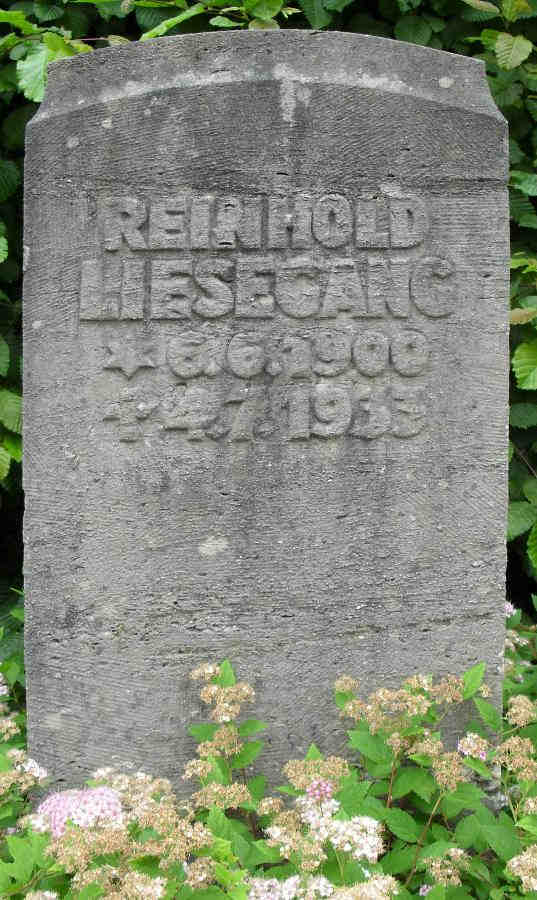 REINHOLD
LIESEGANG
* 6.6.1900
† 4.7.1933